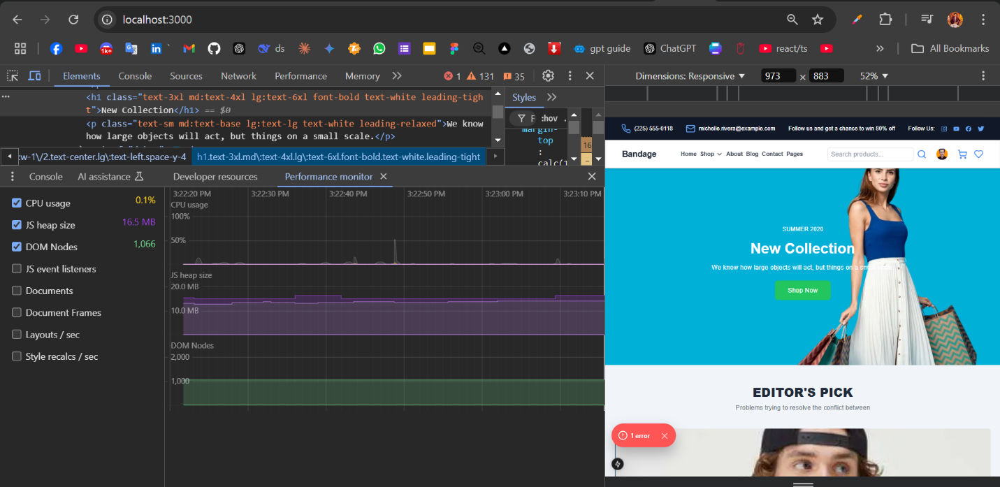 localhost:3000
1k+
ds
gpt guide
ChatGPT
react/ts
All Bookmarks
Elements
Console
Sources
Network
Performance
Memory
1
131
35
<h1 class="text-3xl md:text-4xl lg:text-6xl font-bold text-white leading-tigh
t">New Collection</h1> == $0
<p class="text-sm md:text-base lg:text-lg text-white leading-relaxed">We know
how large objects will act, but things on a small scale.</p>
:w-1\/2.text-center.lg\:text-left.space-y-4
h1.text-3xl.md\:text-4xl.lg\:text-6xl.font-bold.text-white.leading-tight
Styles
F
:hov
margin-
top
:
calc(1
16
Console
AI assistance
Developer resources
Performance monitor
CPU usage
0.1%
JS heap size
16.5 MB
DOM Nodes
1,066
JS event listeners
Documents
Document Frames
Layouts / sec
Style recalcs / sec
3:22:20 PM
3:22:30 PM
3:22:40 PM
3:22:50 PM
3:23:00 PM
3:23:10 PM
CPU usage
100%
50%
JS heap size
20.0 MB
10.0 MB
DOM Nodes
2,000
1,000
Dimensions: Responsive
973
×
883
52%
(225) 555-0118
michelle.rivera@example.com
Follow us and get a chance to win 80% off
Follow Us:
Bandage
Home
Shop
About
Blog
Contact
Pages
Search products...
SUMMER 2020
New Collection
We know how large objects will act, but things on a small
Shop Now
EDITOR'S PICK
Problems trying to resolve the conflict between
1 error